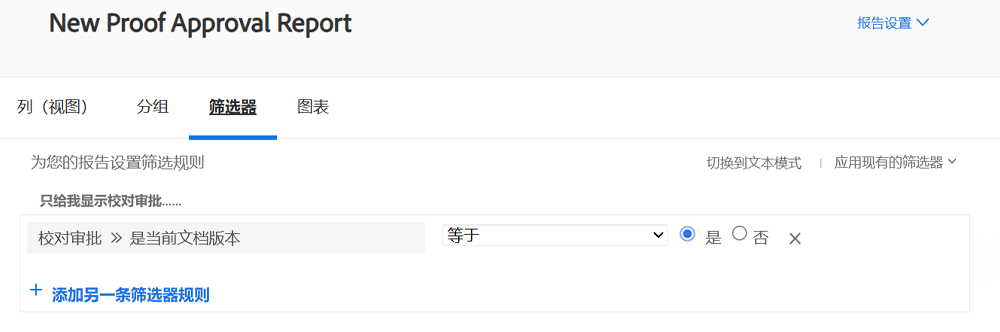 New Proof Approval Report 报告设置
列（视图） 分组 筛选器 图表
为您的报告设置筛选规则 切换到文本模式 | 应用现有的筛选器
只给我显示校对审批......
校对审批 >> 是当前文档版本 等于 是 否 ×
+ 添加另一条筛选器规则